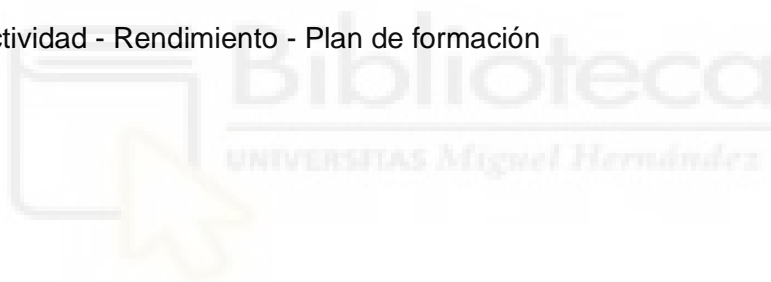 ctividad - Rendimiento - Plan de formación
Biblioteca
UNIVERSITAS Miguel Hernández